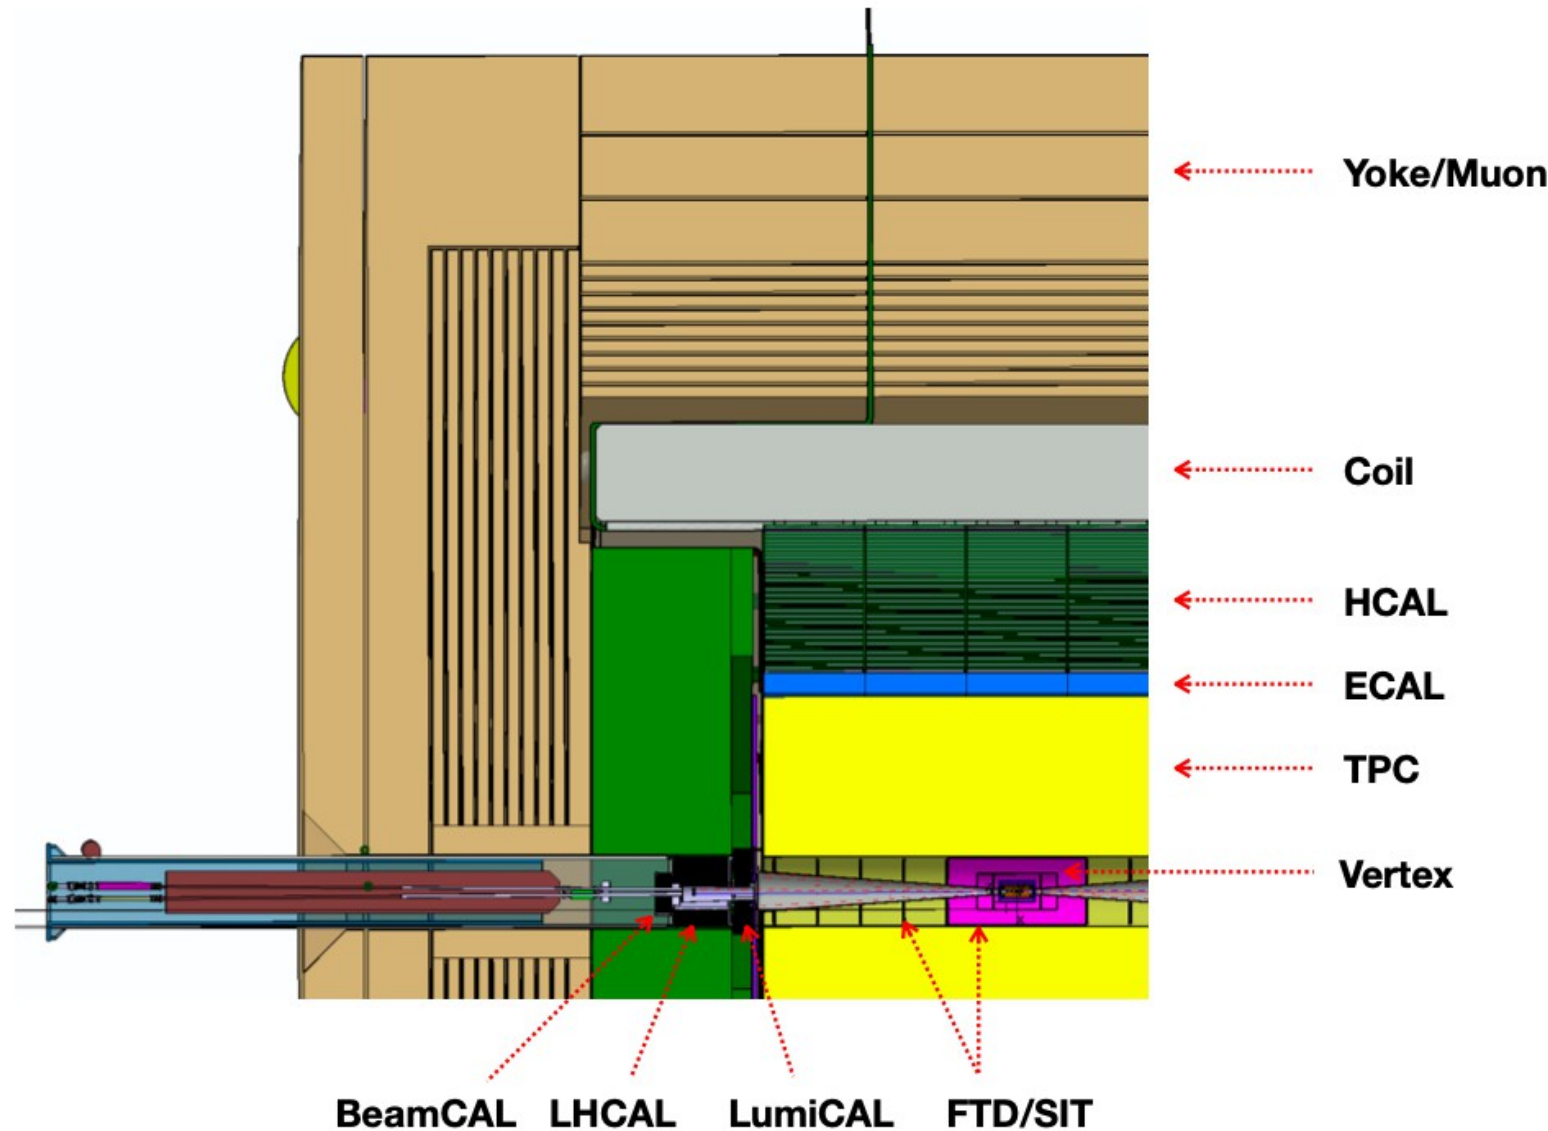 Yoke/Muon
Coil
HCAL
ECAL
TPC
Vertex
BeamCAL LHCAL LumiCAL FTD/SIT